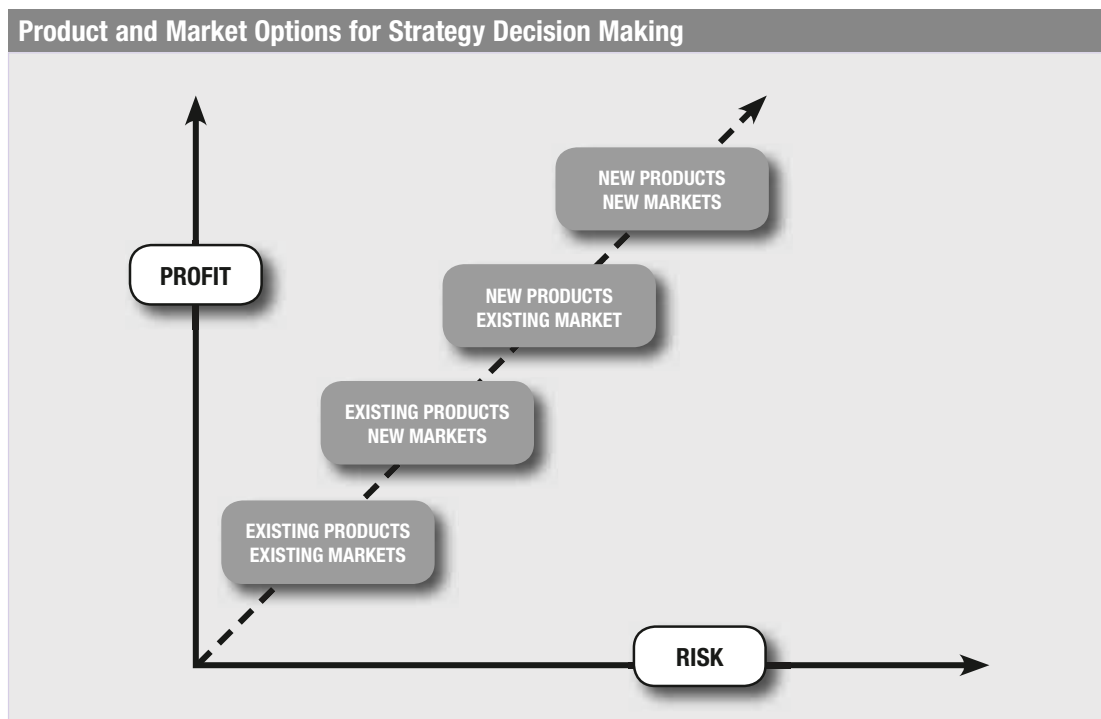 Product and Market Options for Strategy Decision Making
NEW PRODUCTS
NEW MARKETS
PROFIT
NEW PRODUCTS
EXISTING MARKET
EXISTING PRODUCTS
NEW MARKETS
EXISTING PRODUCTS
EXISTING MARKETS
RISK